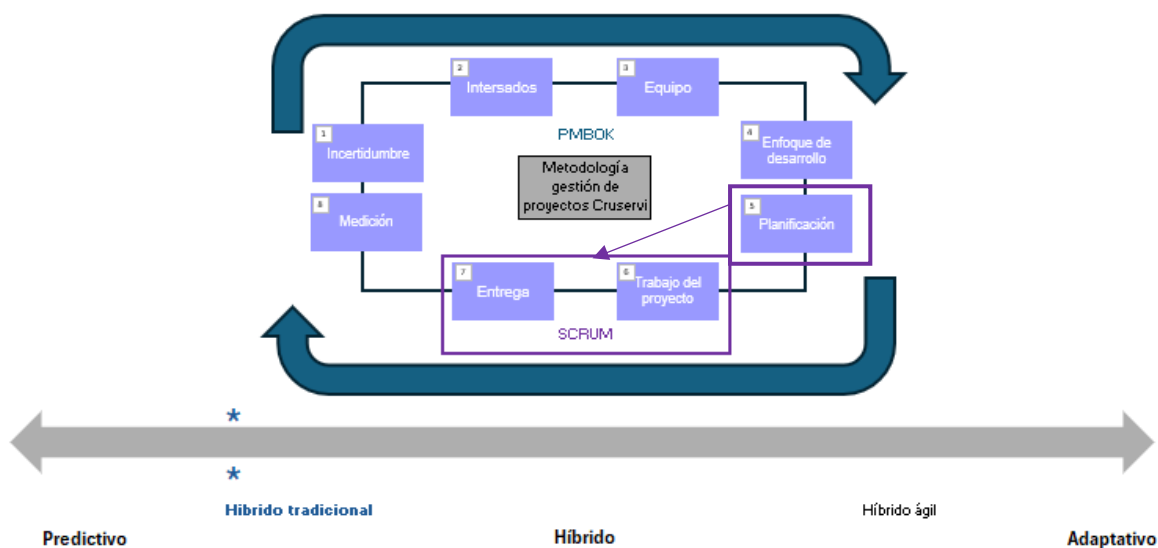 2
Intersados
3
Equipo
1
Incertidumbre
PMBOK
4
Enfoque de
desarrollo
Metodología
gestión de
proyectos Cruservi
8
Medición
5
Planificación
7
Entrega
6
Trabajo del
proyecto
SCRUM
*
*
Hibrido tradicional
Híbrido ágil
Predictivo
Híbrido
Adaptativo